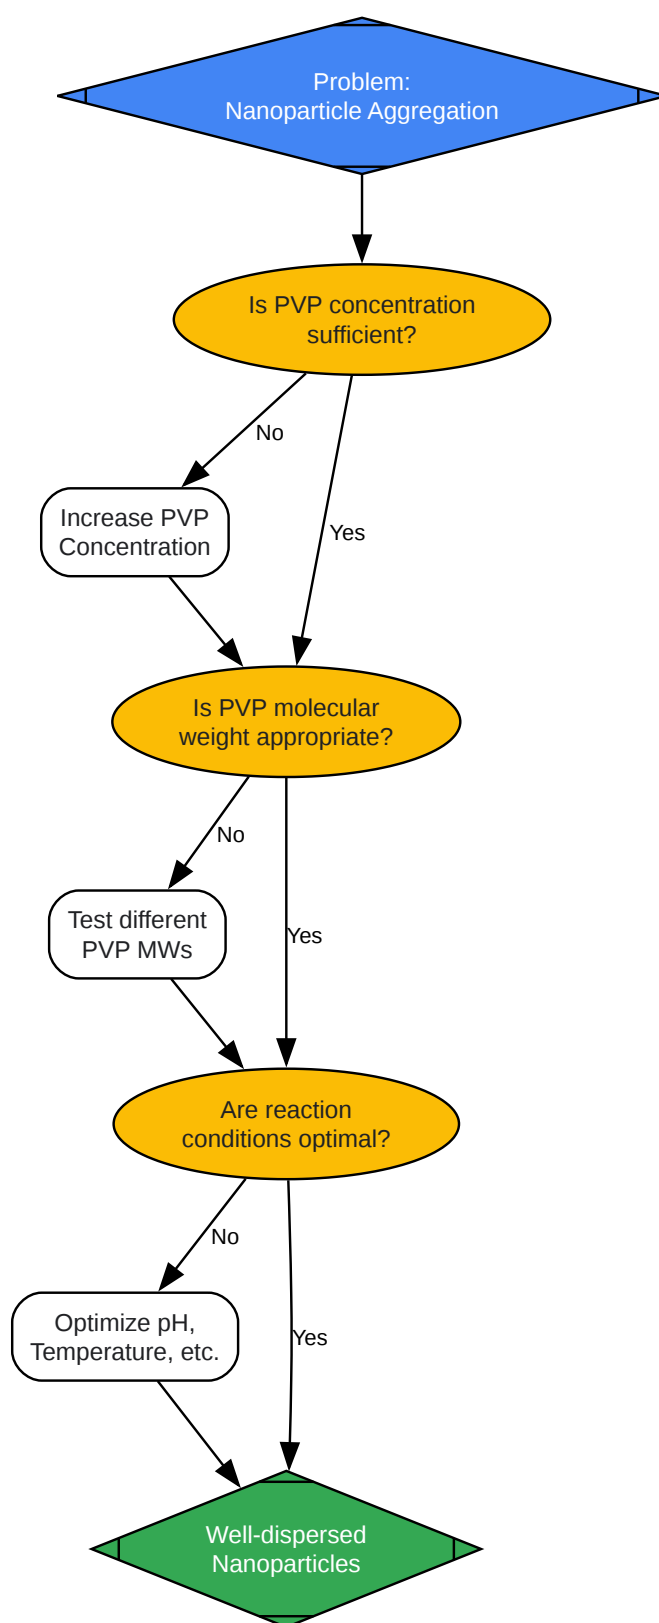 Problem:
Nanoparticle Aggregation
Is PVP concentration
sufficient?
No
Increase PVP
Concentration
Yes
Is PVP molecular
weight appropriate?
No
Test different
PVP MWs
Yes
Are reaction
conditions optimal?
No
Optimize pH,
Temperature, etc.
Yes
Well-dispersed
Nanoparticles